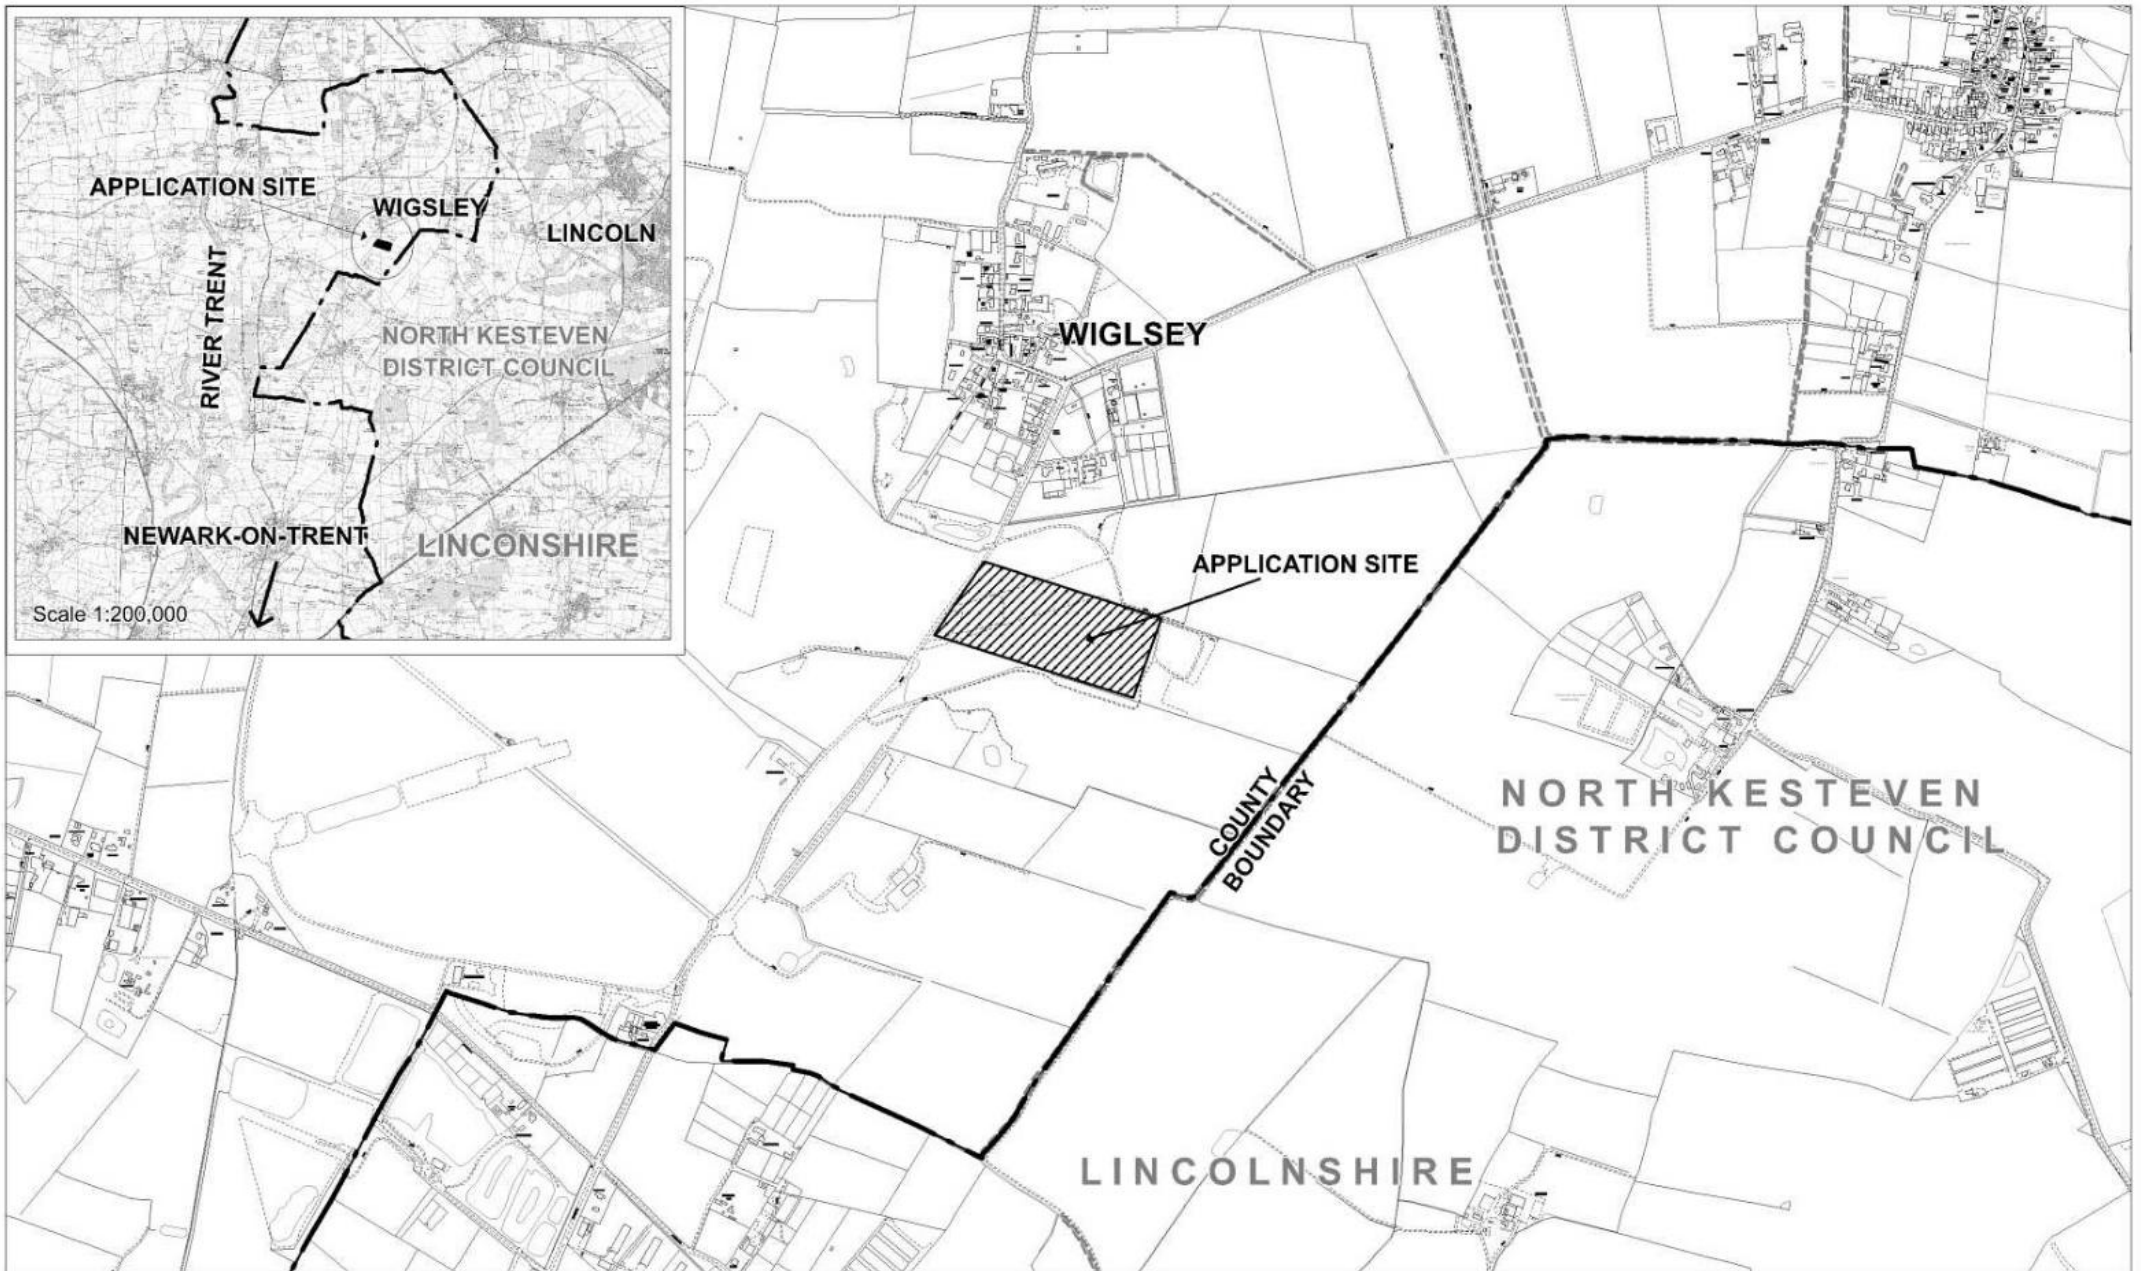 APPLICATION SITE
WIGSLEY
LINCOLN
RIVER TRENT
NORTH KESTEVEN
DISTRICT COUNCIL
NEWARK-ON-TRENT
LINCONSHIRE
Scale 1:200,000
WIGLSEY
APPLICATION SITE
COUNTY
BOUNDARY
NORTH KESTEVEN
DISTRICT COUNCIL
LINCOLNSHIRE